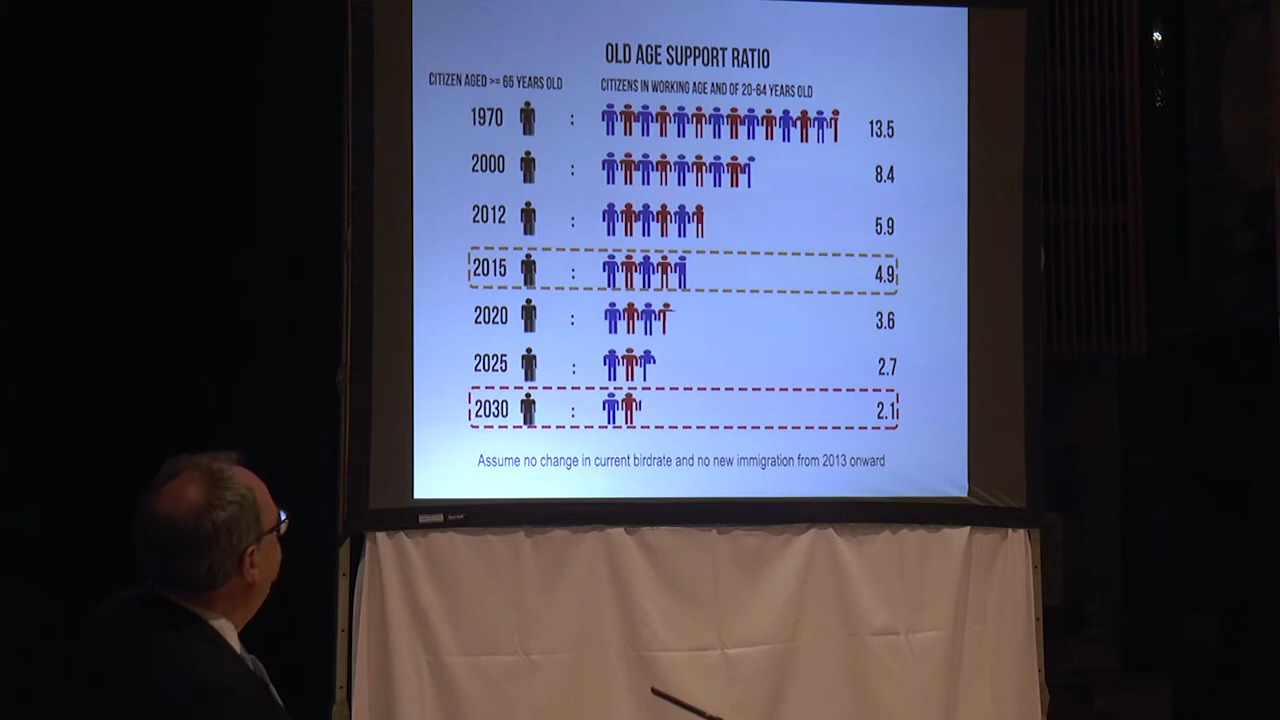 OLD AGE SUPPORT RATIO
CITIZEN AGED >= 65 YEARS OLD
CITIZENS IN WORKING AGE AND OF 20-64 YEARS OLD
1970 : 13.5
2000 : 8.4
2012 : 5.9
2015 : 4.9
2020 : 3.6
2025 : 2.7
2030 : 2.1
Assume no change in current birdrate and no new immigration from 2013 onward